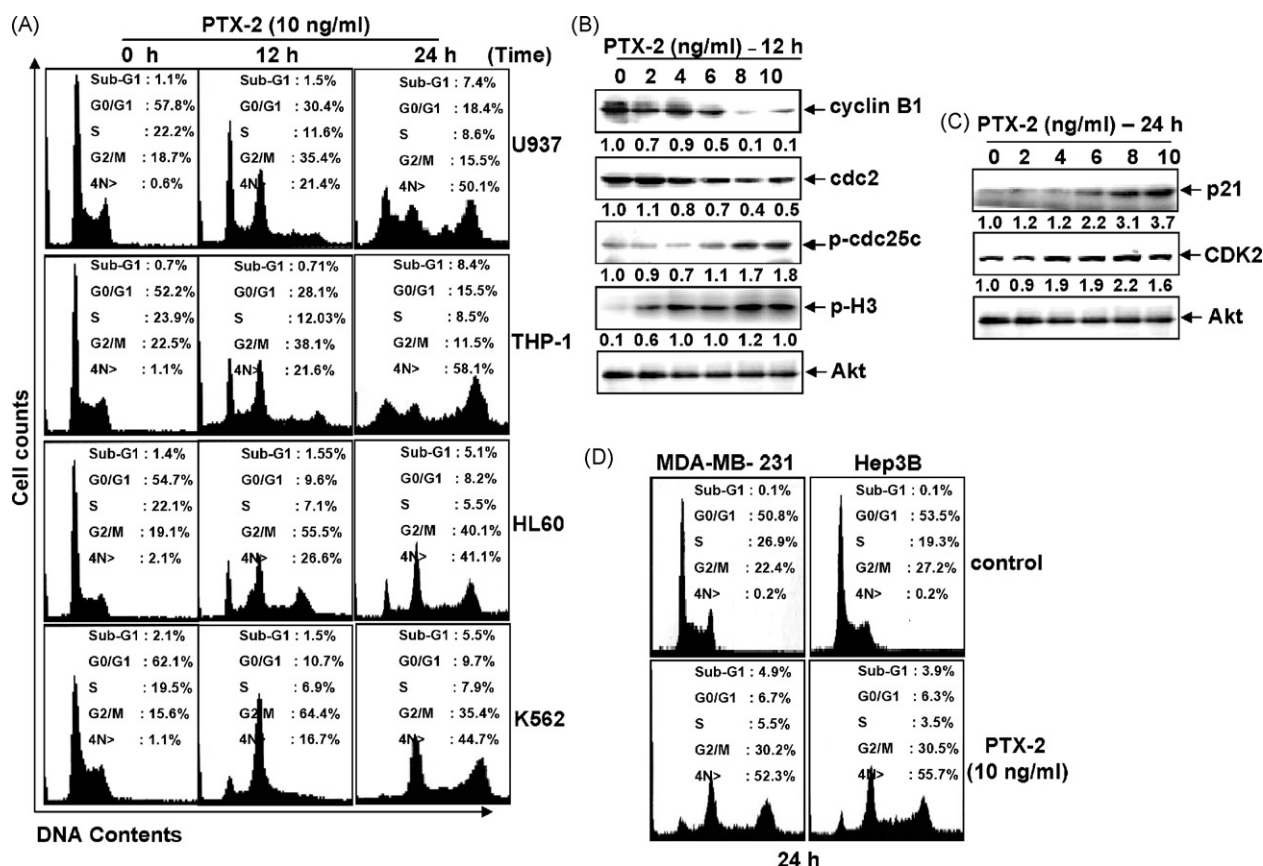 (A)
PTX-2 (10 ng/ml)
0 h 12 h 24 h (Time)
Sub-G1 : 1.1%
G0/G1 : 57.8%
S : 22.2%
G2/M : 18.7%
4N> : 0.6%
Sub-G1 : 1.5%
G0/G1 : 30.4%
S : 11.6%
G2/M : 35.4%
4N> : 21.4%
Sub-G1 : 7.4%
G0/G1 : 18.4%
S : 8.6%
G2/M : 15.5%
4N> : 50.1%
U937
Sub-G1 : 0.7%
G0/G1 : 52.2%
S : 23.9%
G2/M : 22.5%
4N> : 1.1%
Sub-G1 : 0.71%
G0/G1 : 28.1%
S : 12.03%
G2/M : 38.1%
4N> : 21.6%
Sub-G1 : 8.4%
G0/G1 : 15.5%
S : 8.5%
G2/M : 11.5%
4N> : 58.1%
THP-1
Sub-G1 : 1.4%
G0/G1 : 54.7%
S : 22.1%
G2/M : 19.1%
4N> : 2.1%
Sub-G1 : 1.55%
G0/G1 : 9.6%
S : 7.1%
G2/M : 55.5%
4N> : 26.6%
Sub-G1 : 5.1%
G0/G1 : 8.2%
S : 5.5%
G2/M : 40.1%
4N> : 41.1%
HL60
Sub-G1 : 2.1%
G0/G1 : 62.1%
S : 19.5%
G2/M : 15.6%
4N> : 1.1%
Sub-G1 : 1.5%
G0/G1 : 10.7%
S : 6.9%
G2/M : 64.4%
4N> : 16.7%
Sub-G1 : 5.5%
G0/G1 : 9.7%
S : 7.9%
G2/M : 35.4%
4N> : 44.7%
K562
Cell counts
DNA Contents
(B)
PTX-2 (ng/ml) – 12 h
0 2 4 6 8 10
cyclin B1
1.0 0.7 0.9 0.5 0.1 0.1
cdc2
1.0 1.1 0.8 0.7 0.4 0.5
p-cdc25c
1.0 0.9 0.7 1.1 1.7 1.8
p-H3
0.1 0.6 1.0 1.0 1.2 1.0
Akt
(C)
PTX-2 (ng/ml) – 24 h
0 2 4 6 8 10
p21
1.0 1.2 1.2 2.2 3.1 3.7
CDK2
1.0 0.9 1.9 1.9 2.2 1.6
Akt
(D)
MDA-MB- 231 Hep3B
Sub-G1 : 0.1%
G0/G1 : 50.8%
S : 26.9%
G2/M : 22.4%
4N> : 0.2%
Sub-G1 : 0.1%
G0/G1 : 53.5%
S : 19.3%
G2/M : 27.2%
4N> : 0.2%
control
Sub-G1 : 4.9%
G0/G1 : 6.7%
S : 5.5%
G2/M : 30.2%
4N> : 52.3%
Sub-G1 : 3.9%
G0/G1 : 6.3%
S : 3.5%
G2/M : 30.5%
4N> : 55.7%
PTX-2
(10 ng/ml)
24 h